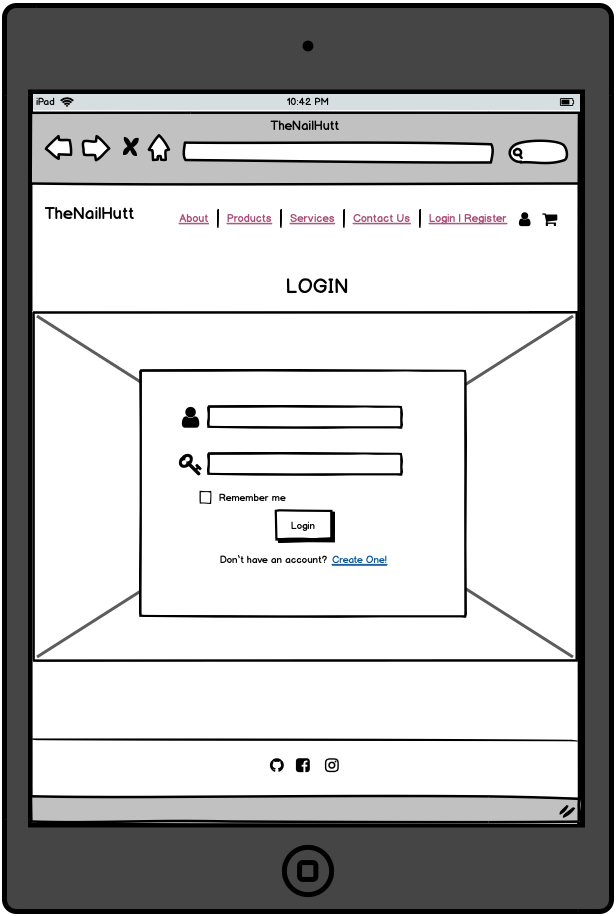 iPad 10:42 PM
TheNailHutt
TheNailHutt
About | Products | Services | Contact Us | Login | Register
LOGIN
Remember me
Login
Don't have an account? Create One!